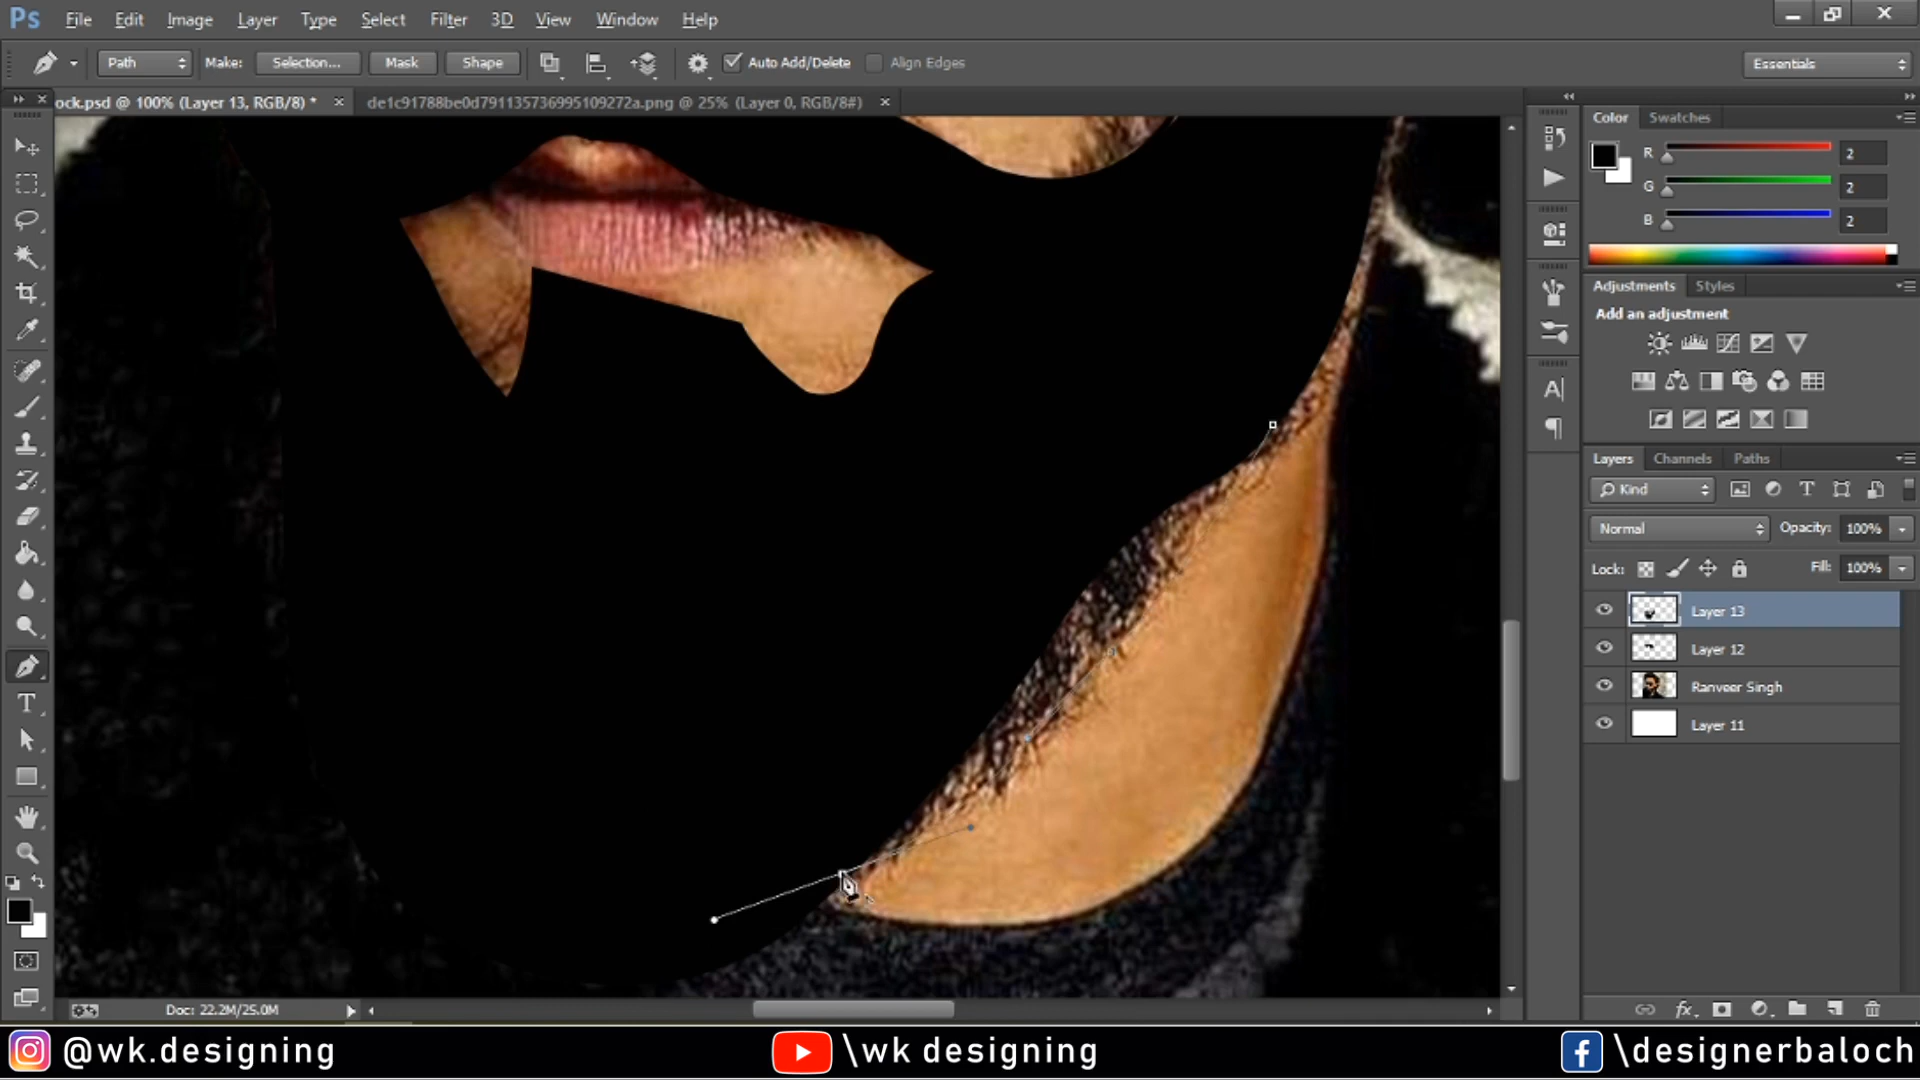 Ps File Edit Image Layer Type Select Filter 3D View Window Help
Path Make: Selection... Mask Shape Auto Add/Delete Align Edges Essentials
ock.psd @ 100% (Layer 13, RGB/8) * × de1c91788be0d791135736995109272a.png @ 25% (Layer 0, RGB/8#) ×
Color Swatches
R 2
G 2
B 2
Adjustments Styles
Add an adjustment
Layers Channels Paths
Kind
Normal Opacity: 100%
Lock: Fill: 100%
Layer 13
Layer 12
Ranveer Singh
Layer 11
Doc: 22.2M/25.0M
@wk.designing \wk designing \designerbaloch